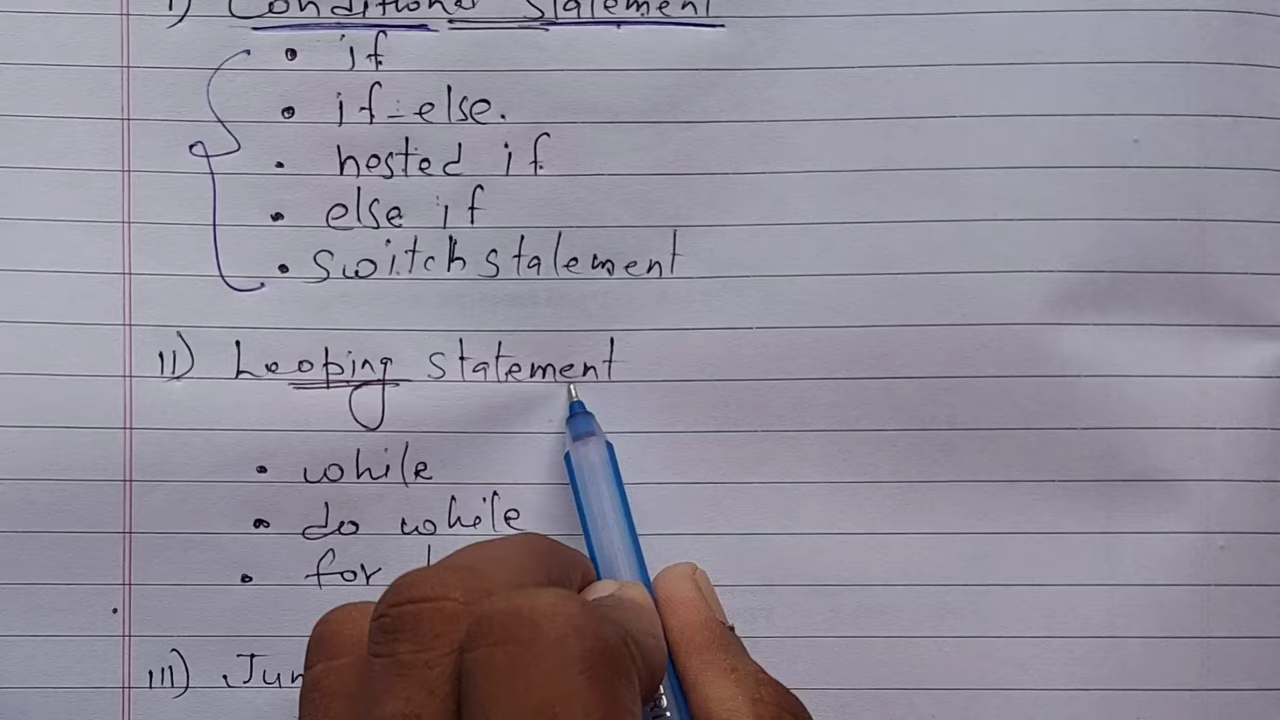 I) Conditional Statement
• if
• if-else.
• nested if
• else if
• switch statement
II) Looping statement
• while
• do while
• for
III)